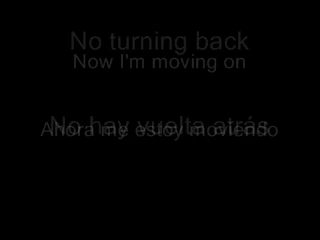 No turning back
Now I'm moving on
No hay vuelta atrás
Ahora me estoy moviendo